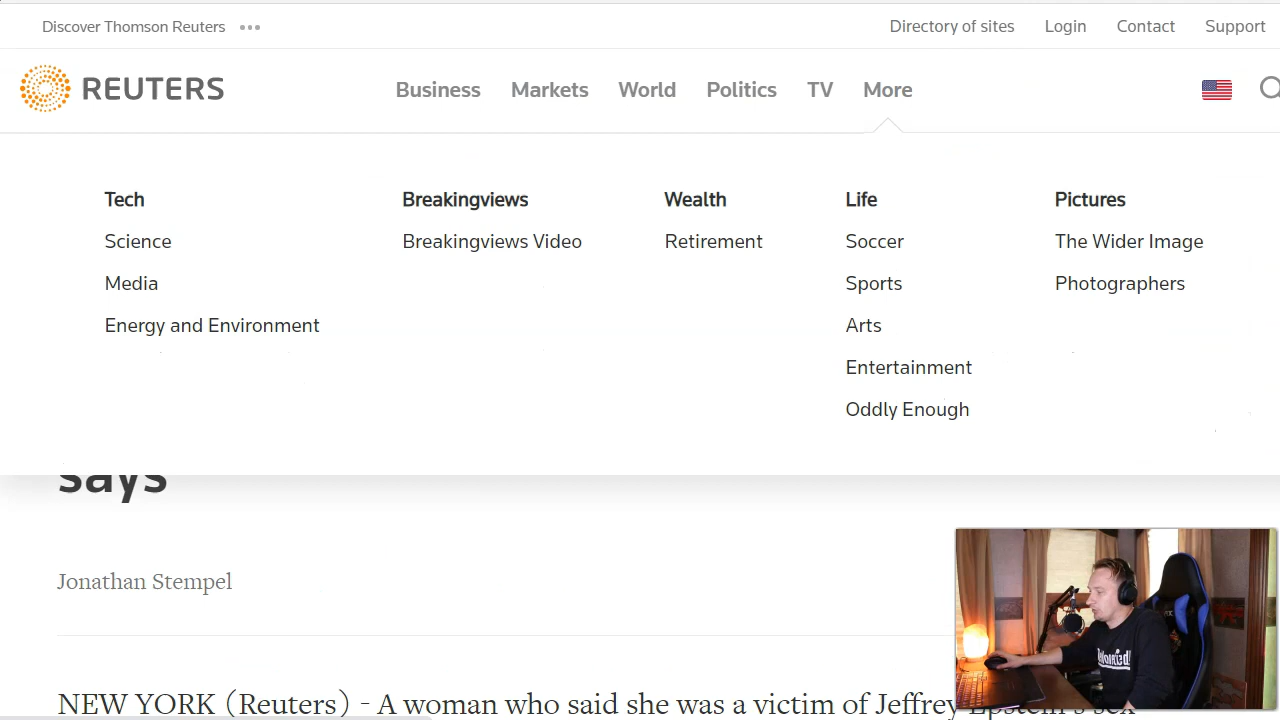 Discover Thomson Reuters
Directory of sites Login Contact Support
REUTERS
Business Markets World Politics TV More
Tech
Science
Media
Energy and Environment
Breakingviews
Breakingviews Video
Wealth
Retirement
Life
Soccer
Sports
Arts
Entertainment
Oddly Enough
Pictures
The Wider Image
Photographers
says
Jonathan Stempel
NEW YORK (Reuters) - A woman who said she was a victim of Jeffrey Epstein's sex